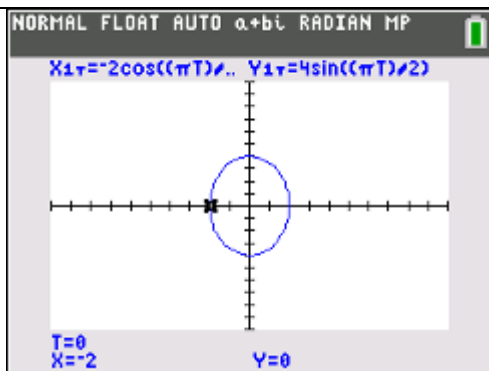 NORMAL FLOAT AUTO a+bi RADIAN MP
X1T=⁻2cos((πT)/.. Y1T=4sin((πT)/2)
T=0
X=⁻2 Y=0